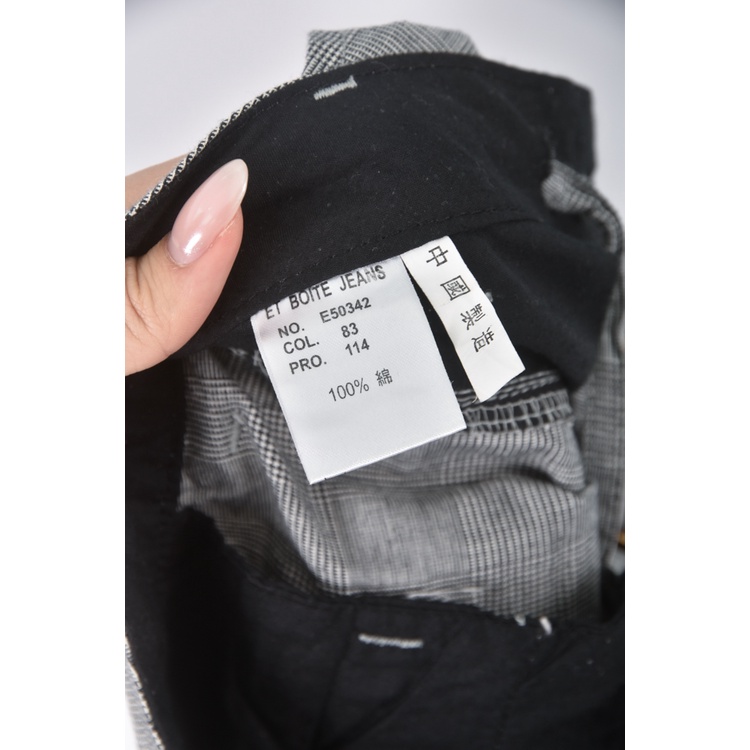 ET BOITE JEANS
NO. E50342
COL. 83
PRO. 114
100% 綿
中國製造